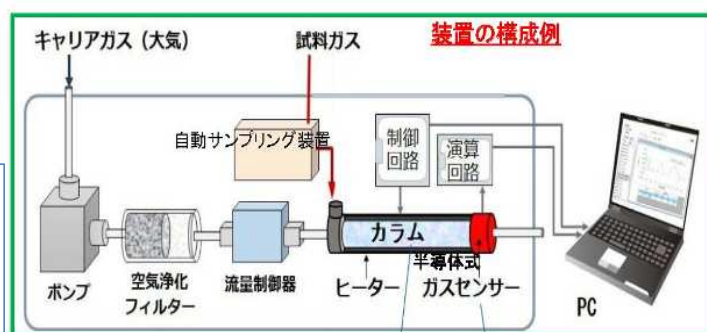 装置の構成例
キャリアガス（大気）
試料ガス
自動サンプリング装置
制御
回路
演算
回路
カラム
半導体式
ポンプ
空気浄化
フィルター
流量制御器
ヒーター
ガスセンサー
PC